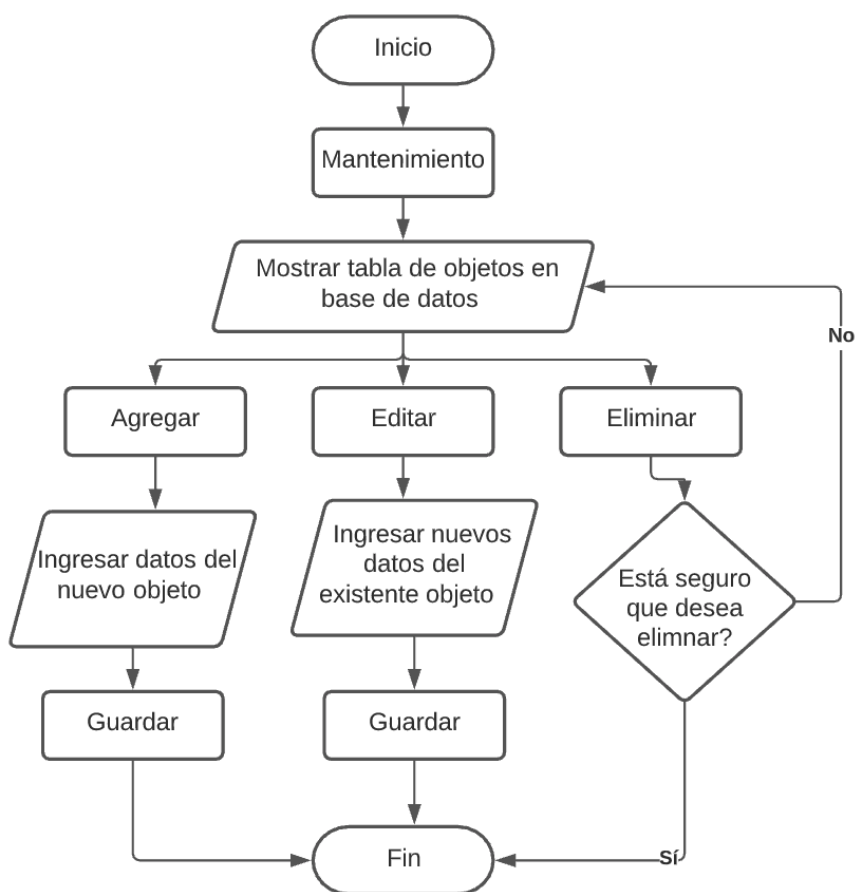 Inicio
Mantenimiento
Mostrar tabla de objetos en
base de datos
No
Agregar
Editar
Eliminar
Ingresar datos del
nuevo objeto
Ingresar nuevos
datos del
existente objeto
Está seguro
que desea
elimnar?
Guardar
Guardar
Fin
Sí